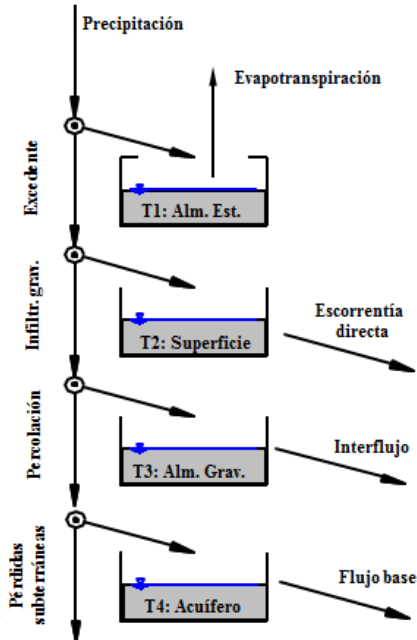 Precipitación
Evapotranspiración
Excedente
T1: Alm. Est.
Infiltr. grav.
T2: Superficie
Escorrentía
directa
Percolación
T3: Alm. Grav.
Interflujo
Pérdidas
subterráneas
T4: Acuífero
Flujo base